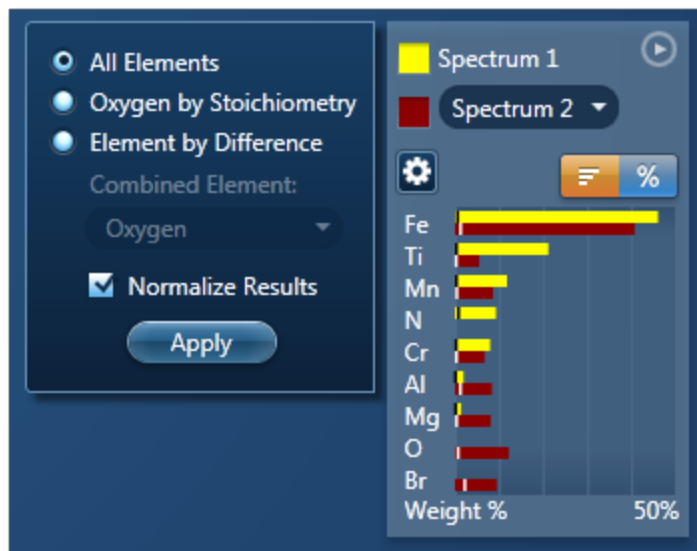 All Elements
Oxygen by Stoichiometry
Element by Difference
Combined Element:
Oxygen
Normalize Results
Apply
Spectrum 1
Spectrum 2
%
Fe
Ti
Mn
N
Cr
Al
Mg
O
Br
Weight % 50%